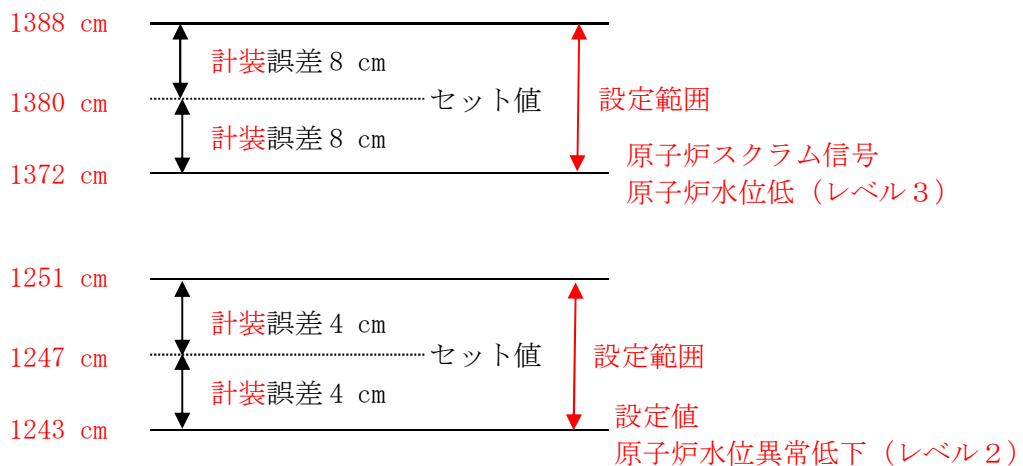 1388 cm
計装誤差8 cm
1380 cm
セット値
設定範囲
計装誤差8 cm
1372 cm
原子炉スクラム信号
原子炉水位低（レベル３）
1251 cm
計装誤差4 cm
1247 cm
セット値
設定範囲
計装誤差4 cm
1243 cm
設定値
原子炉水位異常低下（レベル２）